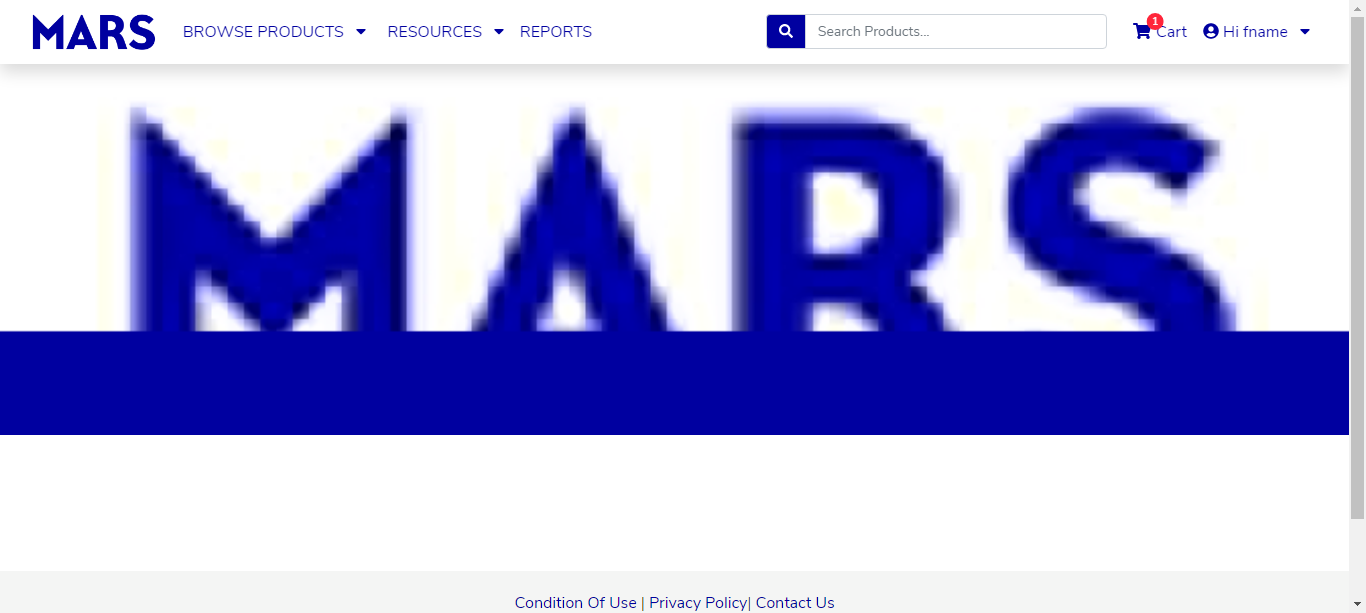 MARS BROWSE PRODUCTS RESOURCES REPORTS Search Products... 1 Cart Hi fname
MARS
Condition Of Use | Privacy Policy| Contact Us